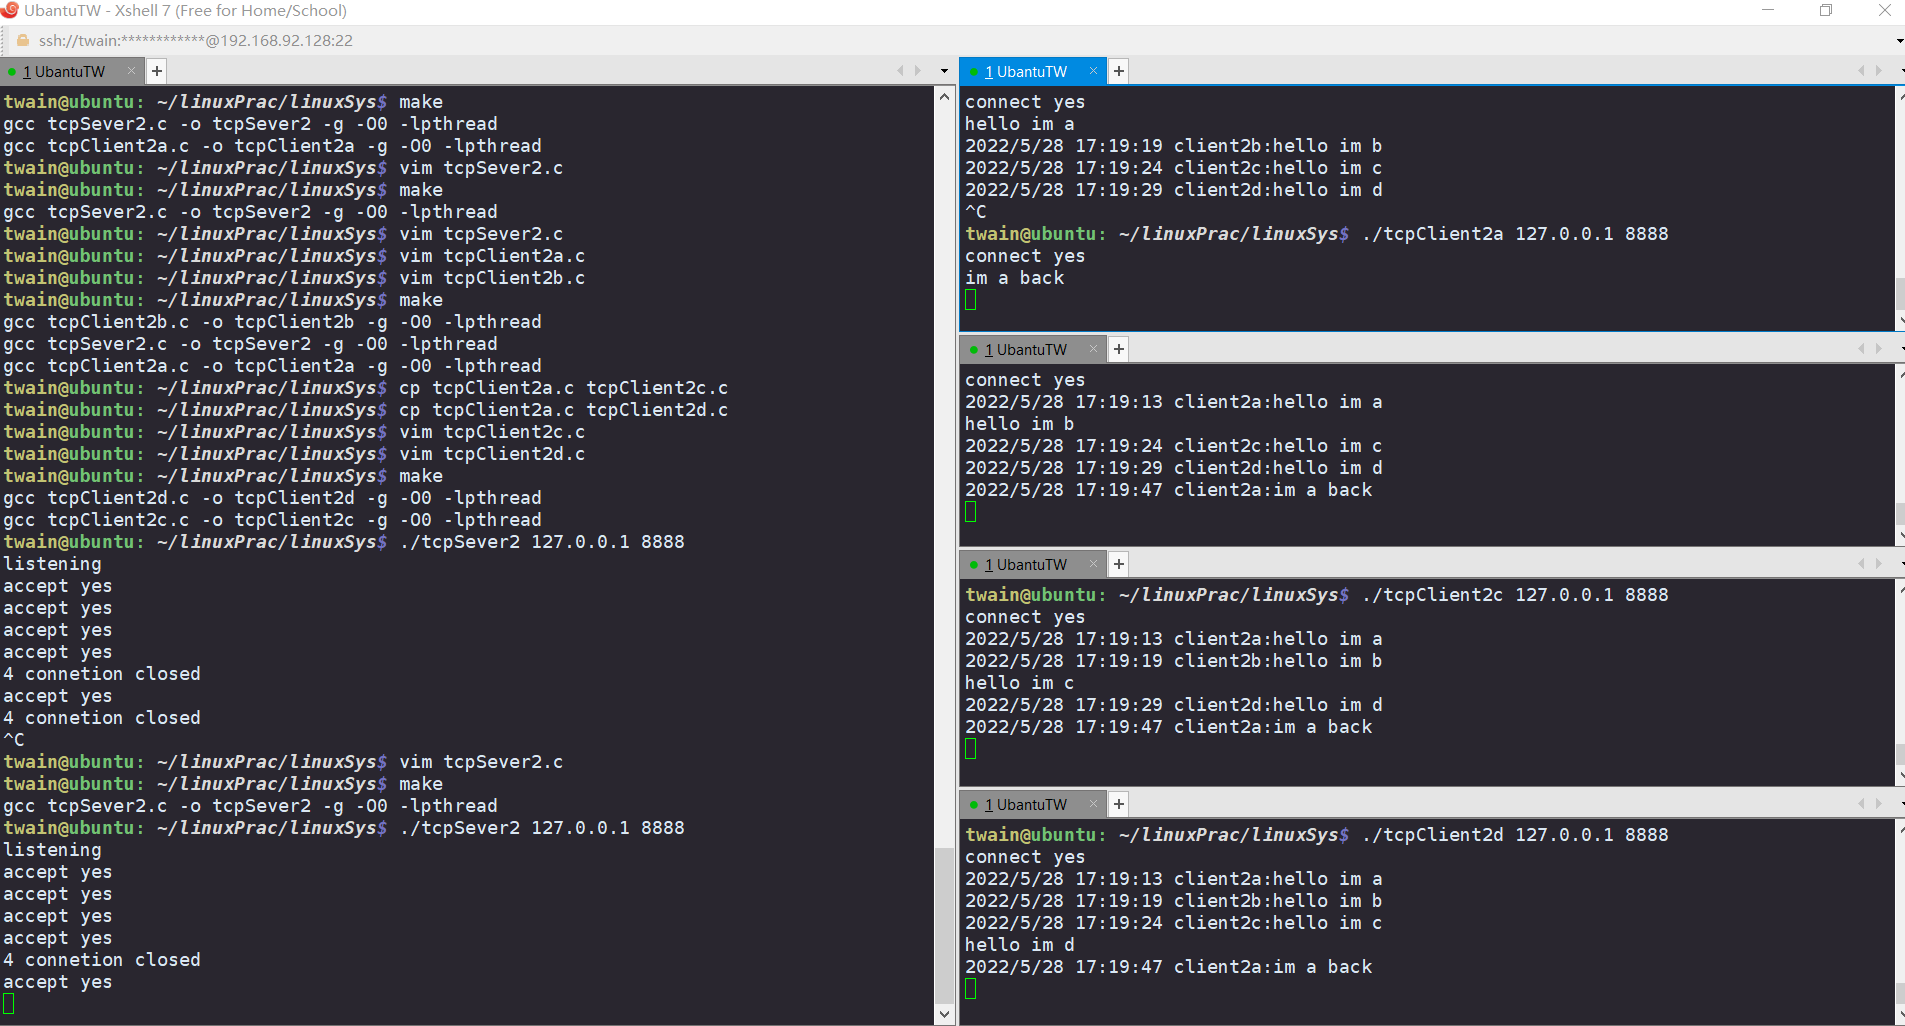 UbantuTW - Xshell 7 (Free for Home/School)
ssh://twain:************@192.168.92.128:22
1 UbantuTW
twain@ubuntu: ~/linuxPrac/linuxSys$ make
gcc tcpSever2.c -o tcpSever2 -g -O0 -lpthread
gcc tcpClient2a.c -o tcpClient2a -g -O0 -lpthread
twain@ubuntu: ~/linuxPrac/linuxSys$ vim tcpSever2.c
twain@ubuntu: ~/linuxPrac/linuxSys$ make
gcc tcpSever2.c -o tcpSever2 -g -O0 -lpthread
twain@ubuntu: ~/linuxPrac/linuxSys$ vim tcpSever2.c
twain@ubuntu: ~/linuxPrac/linuxSys$ vim tcpClient2a.c
twain@ubuntu: ~/linuxPrac/linuxSys$ vim tcpClient2b.c
twain@ubuntu: ~/linuxPrac/linuxSys$ make
gcc tcpClient2b.c -o tcpClient2b -g -O0 -lpthread
gcc tcpSever2.c -o tcpSever2 -g -O0 -lpthread
gcc tcpClient2a.c -o tcpClient2a -g -O0 -lpthread
twain@ubuntu: ~/linuxPrac/linuxSys$ cp tcpClient2a.c tcpClient2c.c
twain@ubuntu: ~/linuxPrac/linuxSys$ cp tcpClient2a.c tcpClient2d.c
twain@ubuntu: ~/linuxPrac/linuxSys$ vim tcpClient2c.c
twain@ubuntu: ~/linuxPrac/linuxSys$ vim tcpClient2d.c
twain@ubuntu: ~/linuxPrac/linuxSys$ make
gcc tcpClient2d.c -o tcpClient2d -g -O0 -lpthread
gcc tcpClient2c.c -o tcpClient2c -g -O0 -lpthread
twain@ubuntu: ~/linuxPrac/linuxSys$ ./tcpSever2 127.0.0.1 8888
listening
accept yes
accept yes
accept yes
accept yes
4 connetion closed
accept yes
4 connetion closed
^C
twain@ubuntu: ~/linuxPrac/linuxSys$ vim tcpSever2.c
twain@ubuntu: ~/linuxPrac/linuxSys$ make
gcc tcpSever2.c -o tcpSever2 -g -O0 -lpthread
twain@ubuntu: ~/linuxPrac/linuxSys$ ./tcpSever2 127.0.0.1 8888
listening
accept yes
accept yes
accept yes
accept yes
4 connetion closed
accept yes
1 UbantuTW
connect yes
hello im a
2022/5/28 17:19:19 client2b:hello im b
2022/5/28 17:19:24 client2c:hello im c
2022/5/28 17:19:29 client2d:hello im d
^C
twain@ubuntu: ~/linuxPrac/linuxSys$ ./tcpClient2a 127.0.0.1 8888
connect yes
im a back
1 UbantuTW
connect yes
2022/5/28 17:19:13 client2a:hello im a
hello im b
2022/5/28 17:19:24 client2c:hello im c
2022/5/28 17:19:29 client2d:hello im d
2022/5/28 17:19:47 client2a:im a back
1 UbantuTW
twain@ubuntu: ~/linuxPrac/linuxSys$ ./tcpClient2c 127.0.0.1 8888
connect yes
2022/5/28 17:19:13 client2a:hello im a
2022/5/28 17:19:19 client2b:hello im b
hello im c
2022/5/28 17:19:29 client2d:hello im d
2022/5/28 17:19:47 client2a:im a back
1 UbantuTW
twain@ubuntu: ~/linuxPrac/linuxSys$ ./tcpClient2d 127.0.0.1 8888
connect yes
2022/5/28 17:19:13 client2a:hello im a
2022/5/28 17:19:19 client2b:hello im b
2022/5/28 17:19:24 client2c:hello im c
hello im d
2022/5/28 17:19:47 client2a:im a back